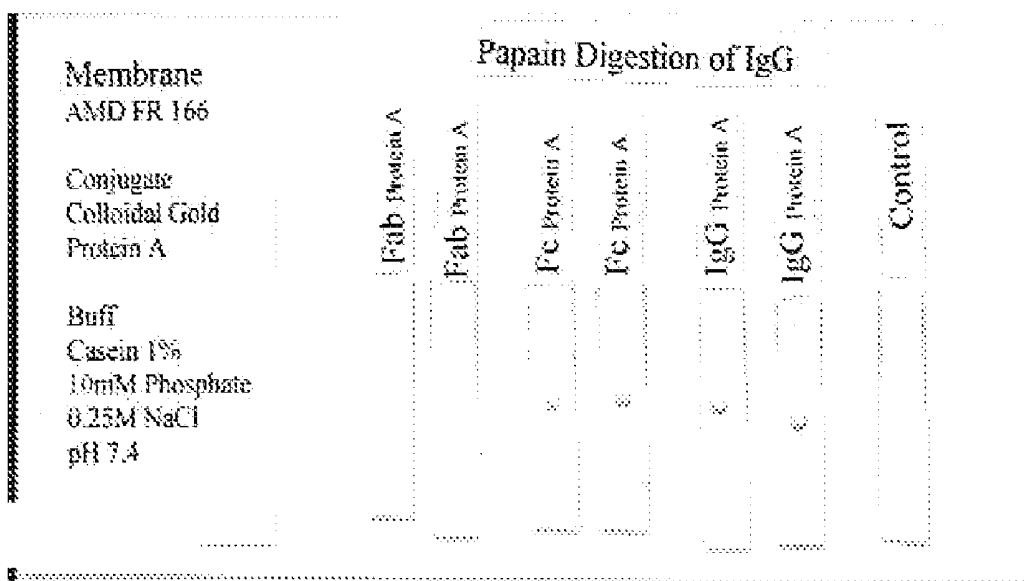 Papain Digestion of IgG
Membrane
AMD FR 166
Conjugate
Colloidal Gold
Protein A
Buff
Casein 1%
10mM Phosphate
0.25M NaCl
pH 7.4
Fab Protein A
Fab Protein A
Fc Protein A
Fc Protein A
IgG Protein A
IgG Protein A
Control